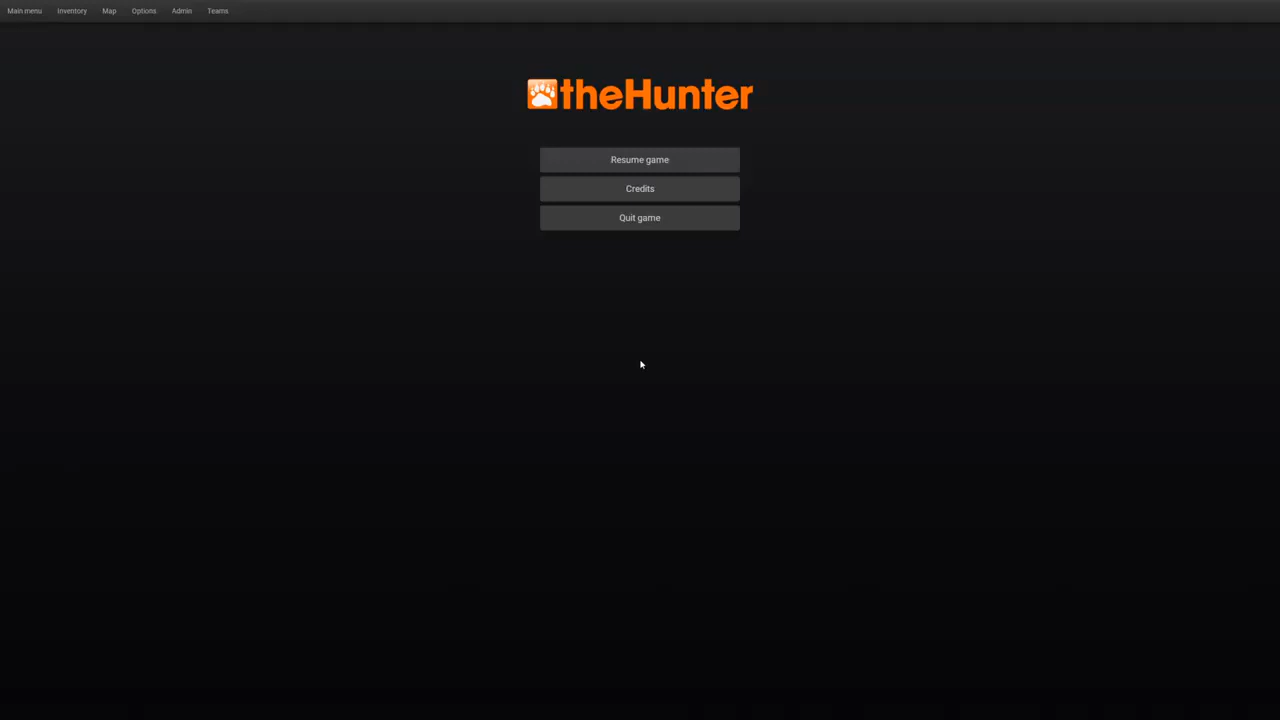 Main menu Inventory Map Options Admin Teams
theHunter
Resume game
Credits
Quit game